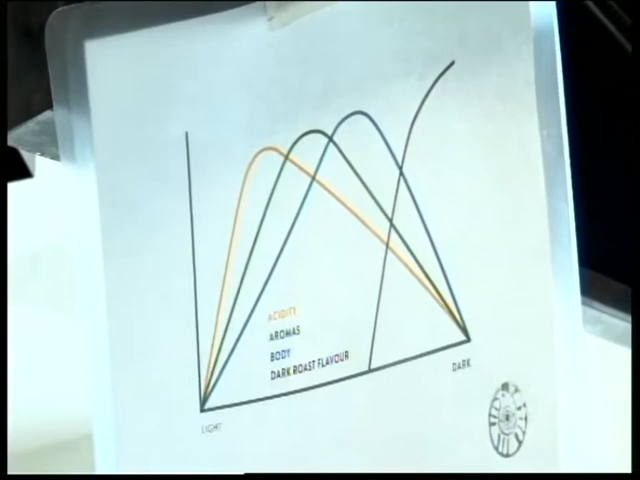 ACIDITY
AROMAS
BODY
DARK ROAST FLAVOUR
LIGHT
DARK